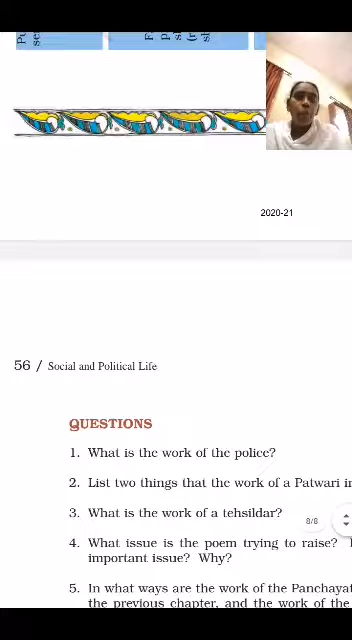 2020-21
56 / Social and Political Life
QUESTIONS
1. What is the work of the police?
2. List two things that the work of a Patwari
3. What is the work of a tehsildar?
8/8
4. What issue is the poem trying to raise?
important issue? Why?
5. In what ways are the work of the Panchayat
the previous chapter, and the work of the